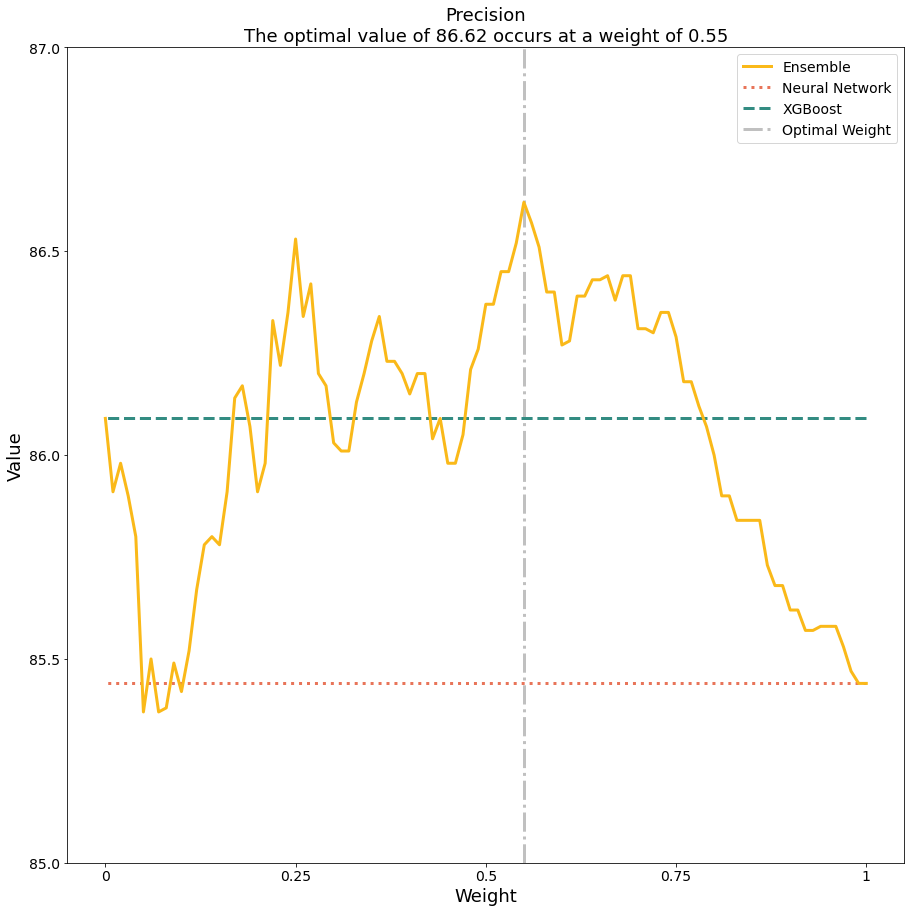 Precision
The optimal value of 86.62 occurs at a weight of 0.55
87.0
86.5
86.0
85.5
85.0
Value
0
0.25
0.5
0.75
1
Weight
Ensemble
Neural Network
XGBoost
Optimal Weight